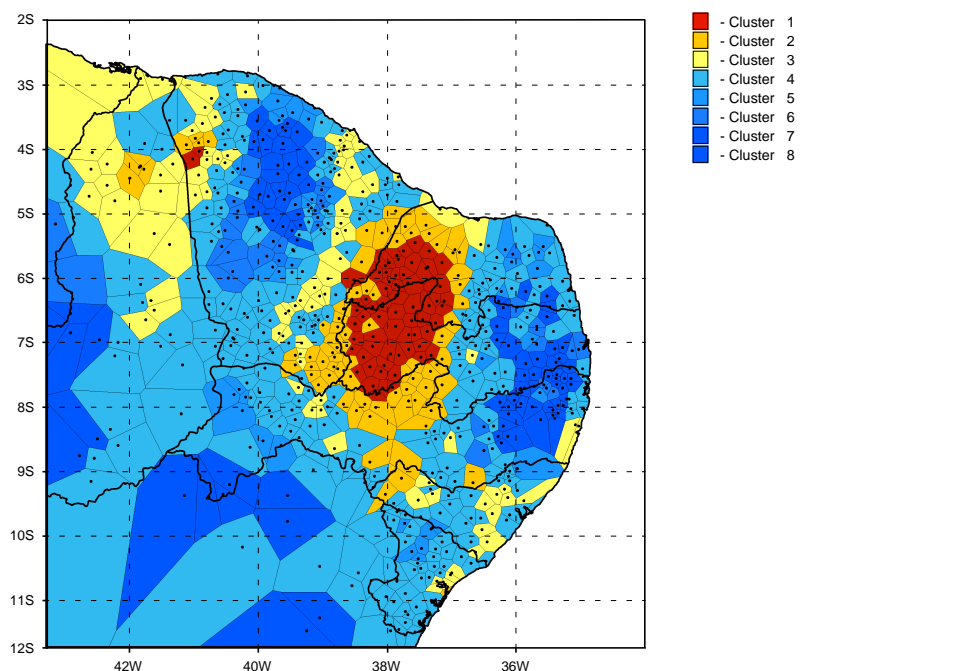 2S
3S
4S
5S
6S
7S
8S
9S
10S
11S
12S
42W
40W
38W
36W
- Cluster 1
- Cluster 2
- Cluster 3
- Cluster 4
- Cluster 5
- Cluster 6
- Cluster 7
- Cluster 8